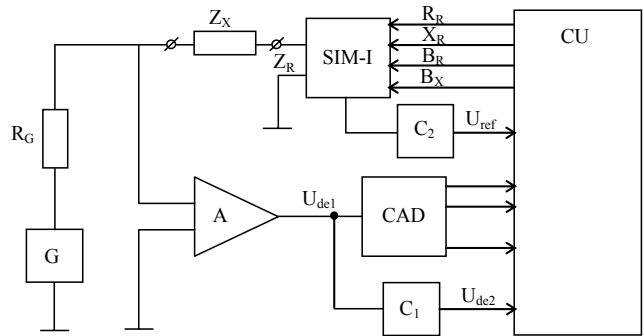 Z_X
Z_R
SIM-I
R_R
X_R
B_R
B_X
CU
C_2
U_ref
R_G
G
A
U_de1
CAD
C_1
U_de2